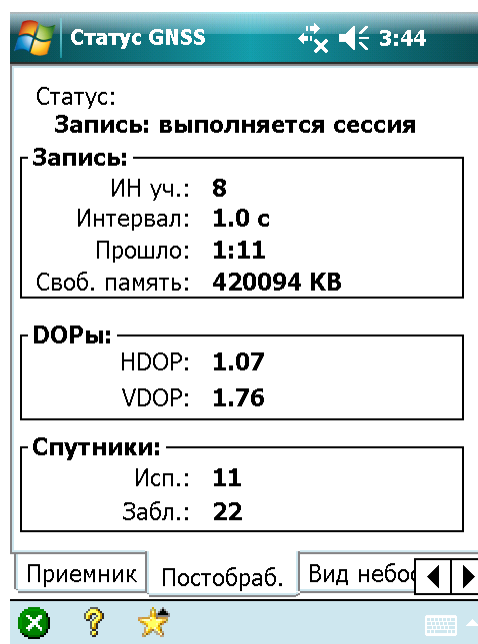 Статус GNSS 3:44
Статус:
Запись: выполняется сессия
Запись:
ИН уч.: 8
Интервал: 1.0 с
Прошло: 1:11
Своб. память: 420094 KB
DOPы:
HDOP: 1.07
VDOP: 1.76
Спутники:
Исп.: 11
Забл.: 22
Приемник Постобраб. Вид небос